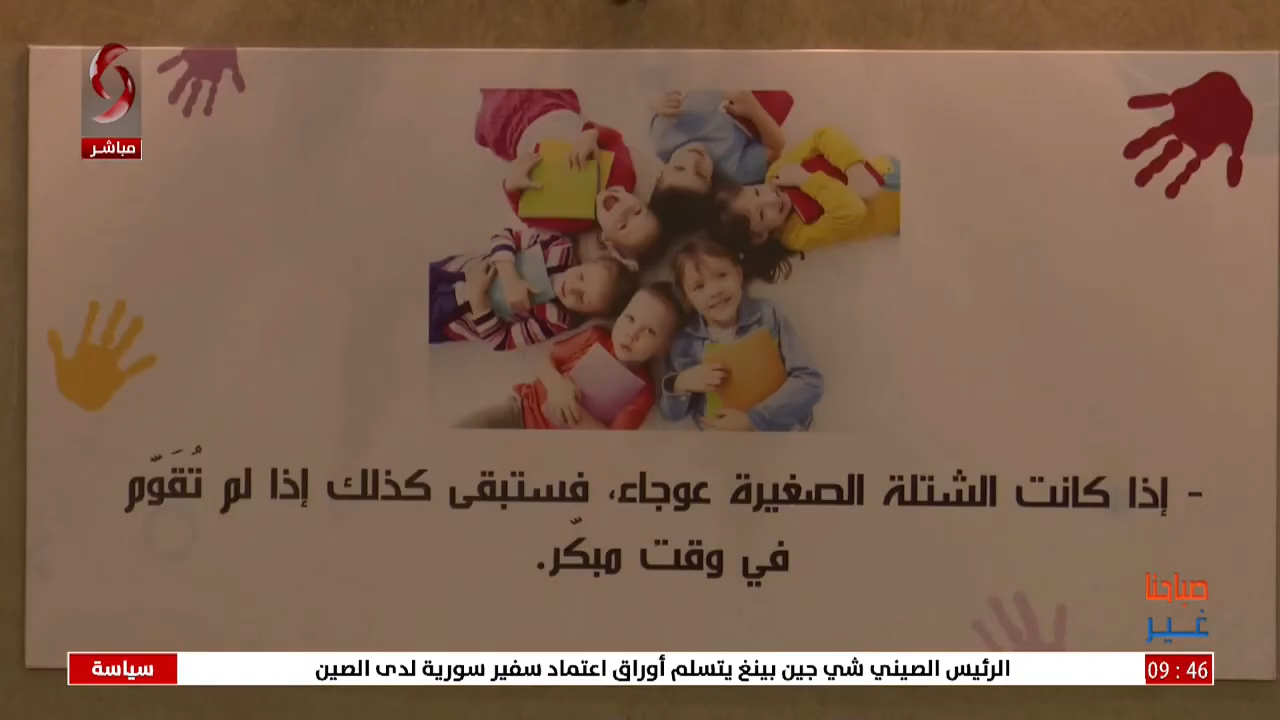 مباشر
- إذا كانت الشتلة الصغيرة عوجاء، فستبقى كذلك إذا لم تُقَوَّم
في وقت مبكّر.
صباحنا
غير
الرئيس الصيني شي جين بينغ يتسلم أوراق اعتماد سفير سورية لدى الصين
سياسة
09 : 46